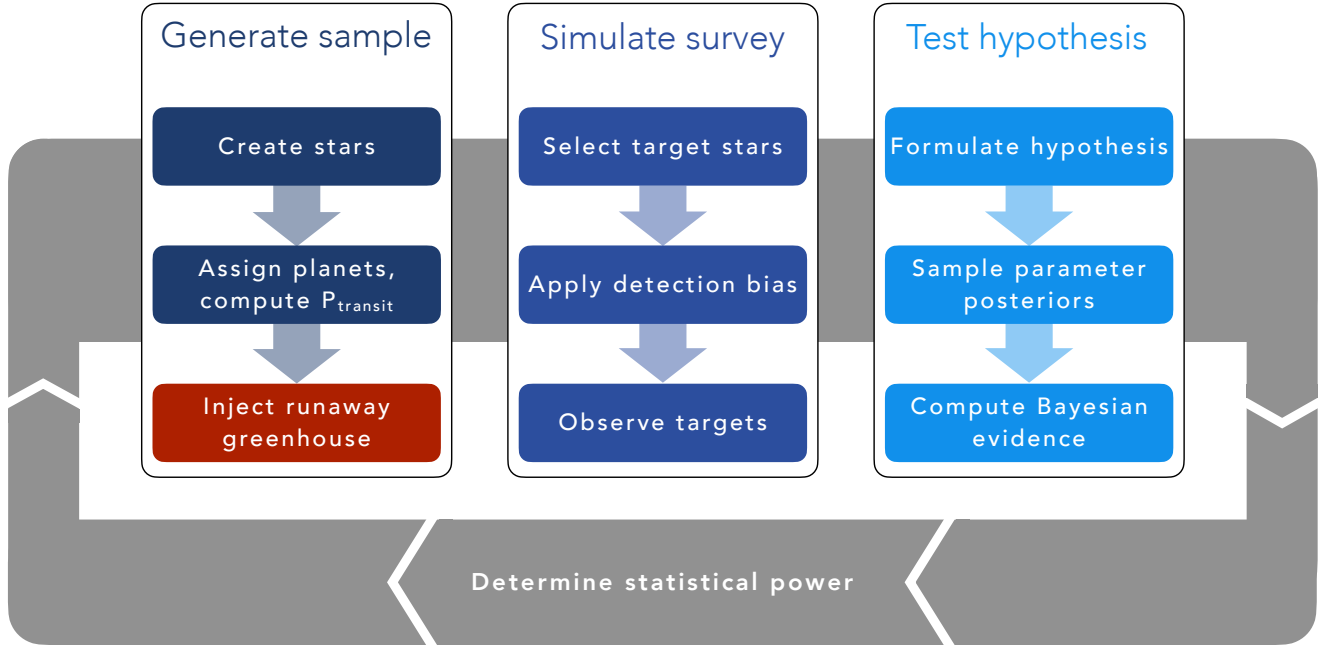 Generate sample
Create stars
Assign planets,
compute P_transit
Inject runaway
greenhouse
Simulate survey
Select target stars
Apply detection bias
Observe targets
Test hypothesis
Formulate hypothesis
Sample parameter
posteriors
Compute Bayesian
evidence
Determine statistical power